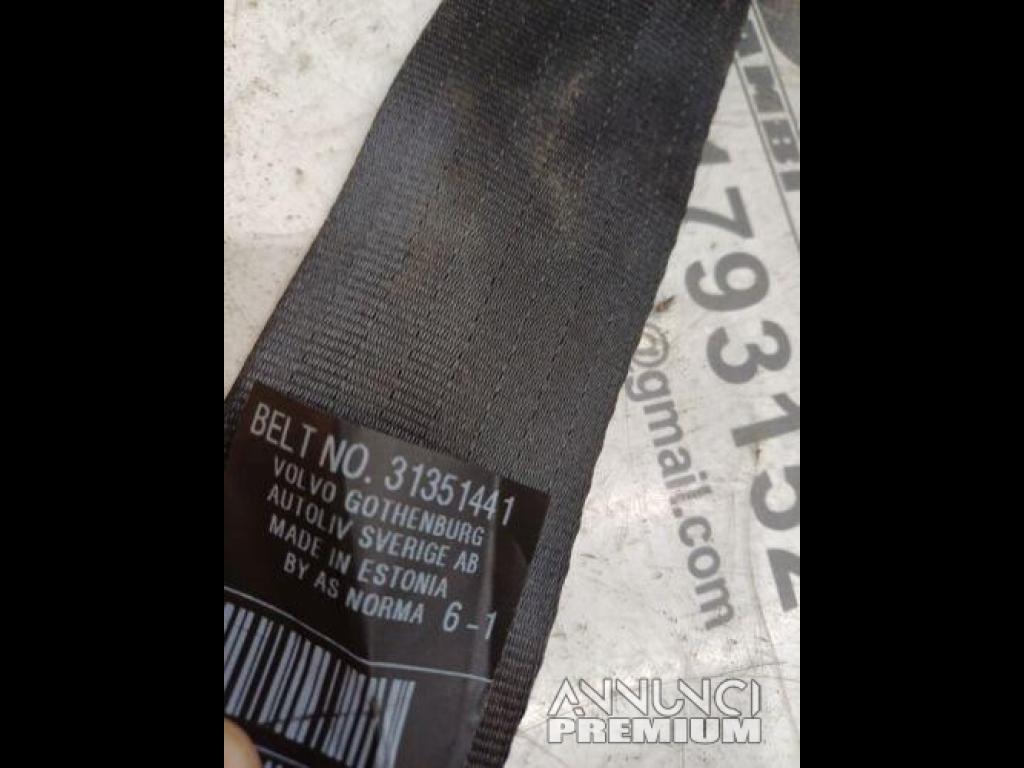 BELT NO. 31351441
VOLVO GOTHENBURG
AUTOLIV SVERIGE AB
MADE IN ESTONIA
BY AS NORMA 6-1
@gmail.com
ANNUNCI
PREMIUM